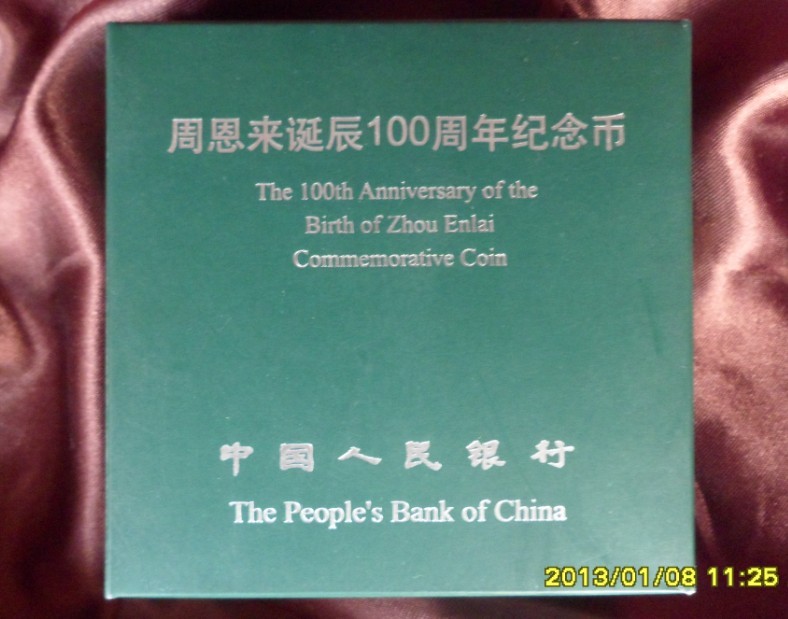 周恩来诞辰100周年纪念币
The 100th Anniversary of the
Birth of Zhou Enlai
Commemorative Coin
中国人民银行
The People's Bank of China
2013/01/08 11:25